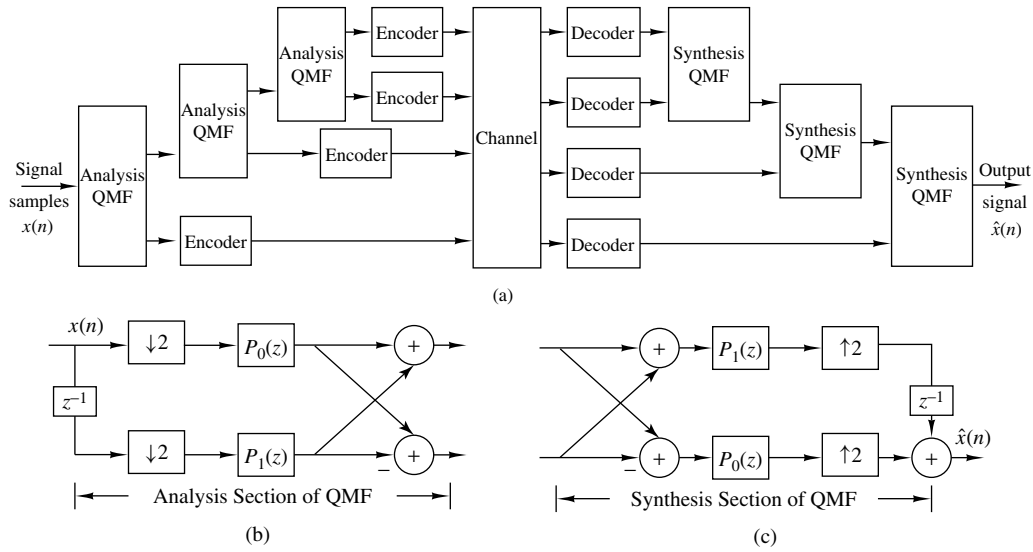 Analysis
QMF
Encoder
Encoder
Analysis
QMF
Encoder
Signal
samples
x(n)
Analysis
QMF
Encoder
Channel
Decoder
Decoder
Decoder
Decoder
Synthesis
QMF
Synthesis
QMF
Synthesis
QMF
Output
signal
x̂(n)
(a)
x(n)
↓2
P₀(z)
+
z⁻¹
↓2
P₁(z)
−
+
Analysis Section of QMF
(b)
+
P₁(z)
↑2
z⁻¹
−
+
P₀(z)
↑2
+
x̂(n)
Synthesis Section of QMF
(c)